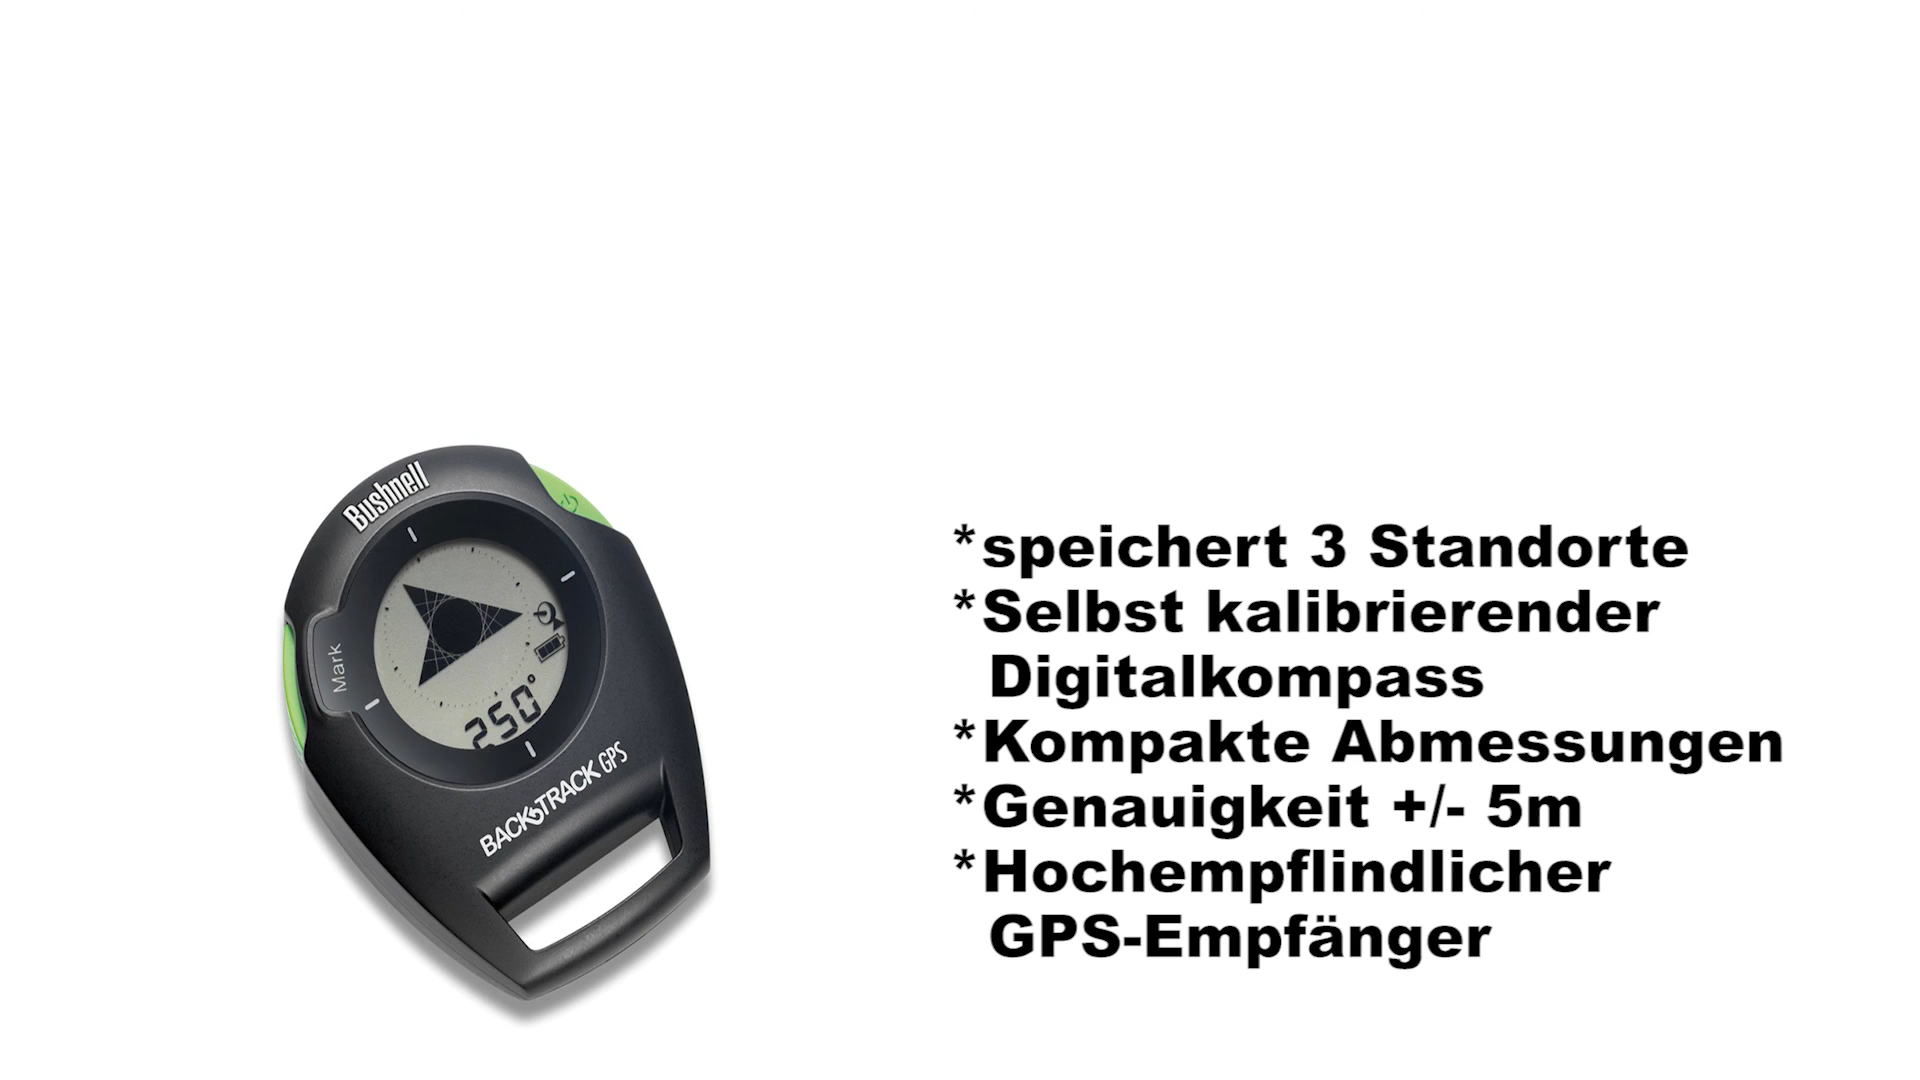 Bushnell
Mark
250°
BACKTRACK GPS
*speichert 3 Standorte
*Selbst kalibrierender
Digitalkompass
*Kompakte Abmessungen
*Genauigkeit +/- 5m
*Hochempflindlicher
GPS-Empfänger